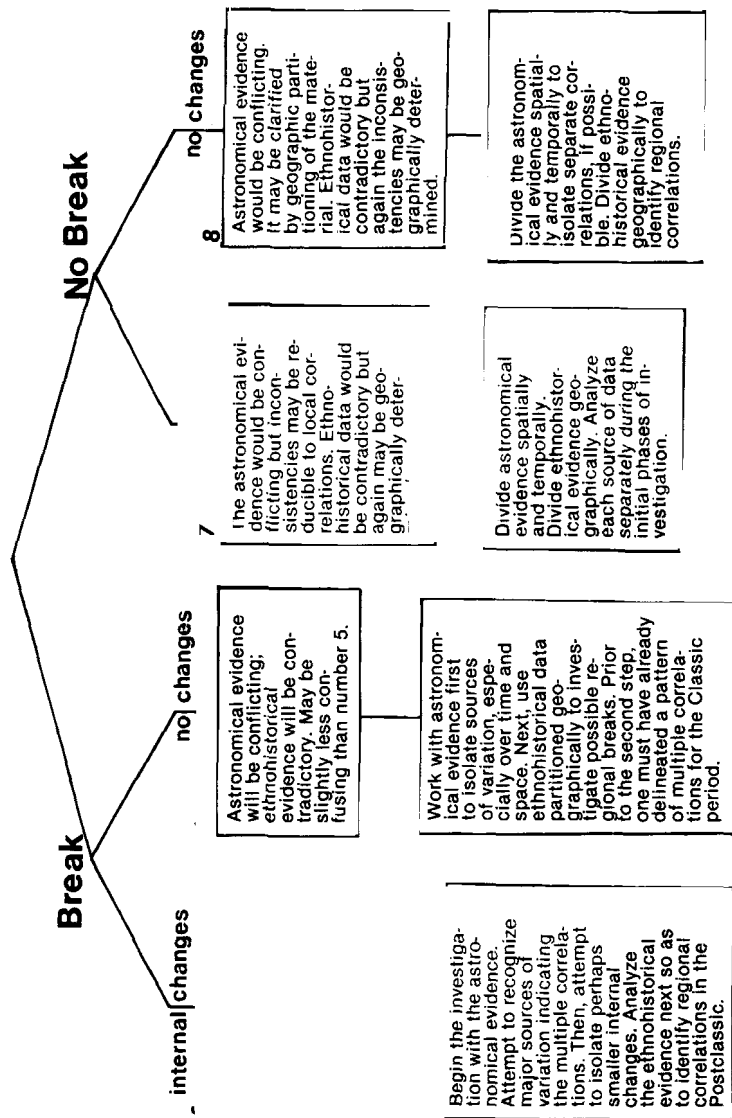 Break
No Break
internal changes
no changes
no changes
Begin the investiga-
tion with the astro-
nomical evidence.
Attempt to recognize
major sources of
variation indicating
the multiple correla-
tions. Then, attempt
to isolate perhaps
smaller internal
changes. Analyze
the ethnohistorical
evidence next so as
to identify regional
correlations in the
Postclassic.
Astronomical evidence
will be conflicting;
ethnohistorical
evidence will be con-
tradictory. May be
slightly less con-
fusing than number 5.
Work with astronom-
ical evidence first
to isolate sources
of variation, espe-
cially over time and
space. Next, use
ethnohistorical data
partitioned geo-
graphically to inves-
tigate possible re-
gional breaks. Prior
to the second step,
one must have already
delineated a pattern
of multiple correla-
tions for the Classic
period.
7
The astronomical evi-
dence would be con-
flicting but incon-
sistencies may be re-
ducible to local cor-
relations. Ethno-
historical data would
be contradictory but
again may be geo-
graphically deter-
Divide astronomical
evidence spatially
and temporally.
Divide ethnohistor-
ical evidence geo-
graphically. Analyze
each source of data
separately during the
initial phases of in-
vestigation.
8
Astronomical evidence
would be conflicting.
It may be clarified
by geographic parti-
tioning of the mate-
rial. Ethnohistor-
ical data would be
contradictory but
again the inconsis-
tencies may be geo-
graphically deter-
mined.
Divide the astronom-
ical evidence spatial-
ly and temporally to
isolate separate cor-
relations, if possi-
ble. Divide ethno-
historical evidence
geographically to
identify regional
correlations.